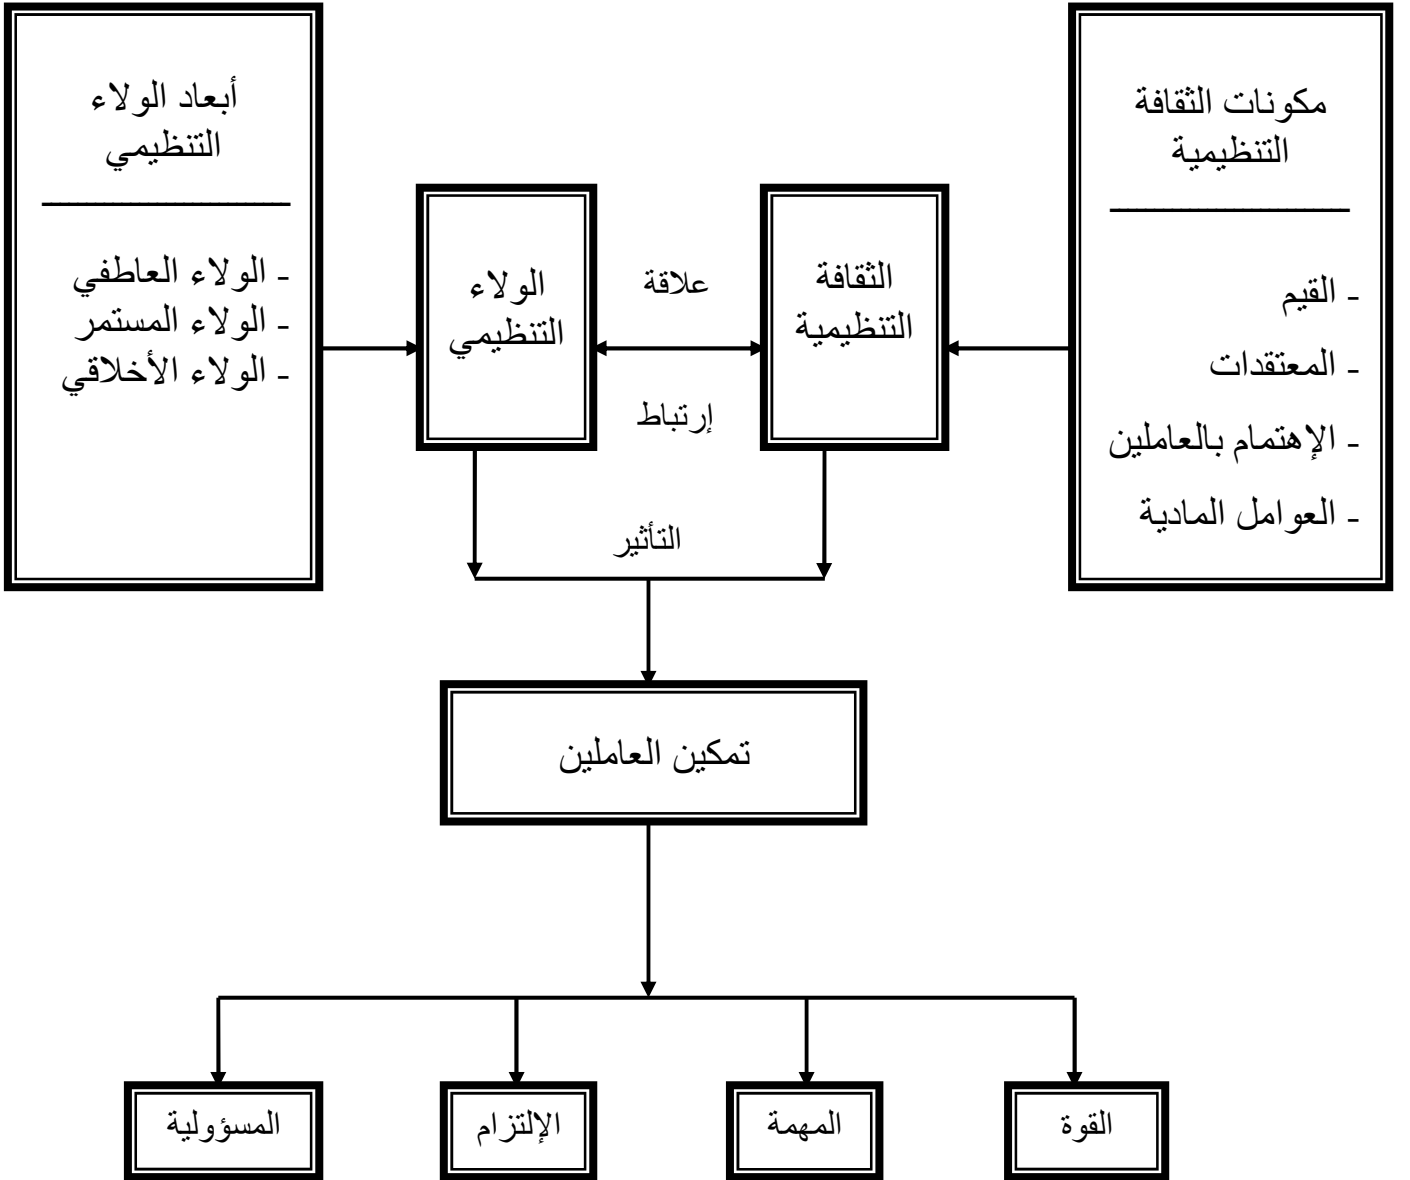 مكونات الثقافة
التنظيمية
- القيم
- المعتقدات
- الإهتمام بالعاملين
- العوامل المادية
الثقافة
التنظيمية
علاقة
إرتباط
الولاء
التنظيمي
أبعاد الولاء
التنظيمي
- الولاء العاطفي
- الولاء المستمر
- الولاء الأخلاقي
التأثير
تمكين العاملين
القوة
المهمة
الإلتزام
المسؤولية